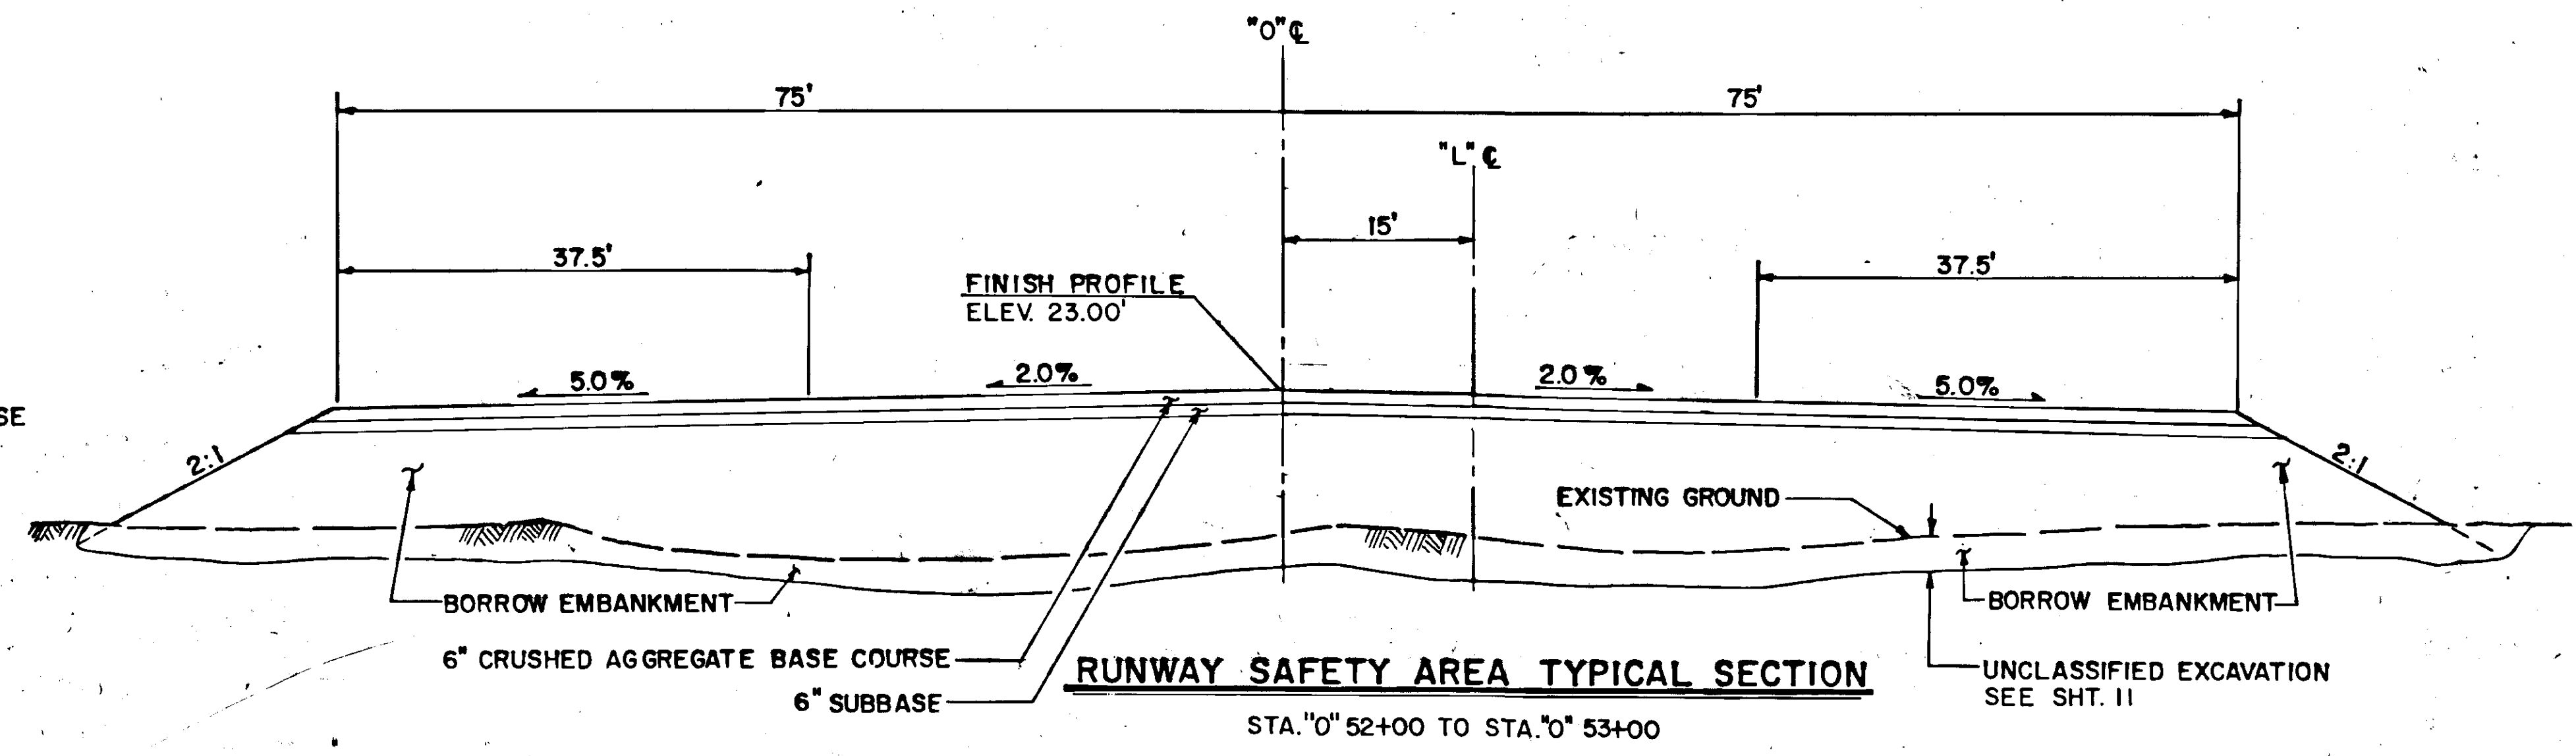 "O" ℄
75'
75'
"L" ℄
15'
37.5'
37.5'
FINISH PROFILE
ELEV. 23.00'
5.0%
2.0%
2.0%
5.0%
SE
2:1
2:1
EXISTING GROUND
BORROW EMBANKMENT
BORROW EMBANKMENT
6" CRUSHED AGGREGATE BASE COURSE
6" SUBBASE
UNCLASSIFIED EXCAVATION
SEE SHT. 11
RUNWAY SAFETY AREA TYPICAL SECTION
STA."O" 52+00 TO STA."O" 53+00